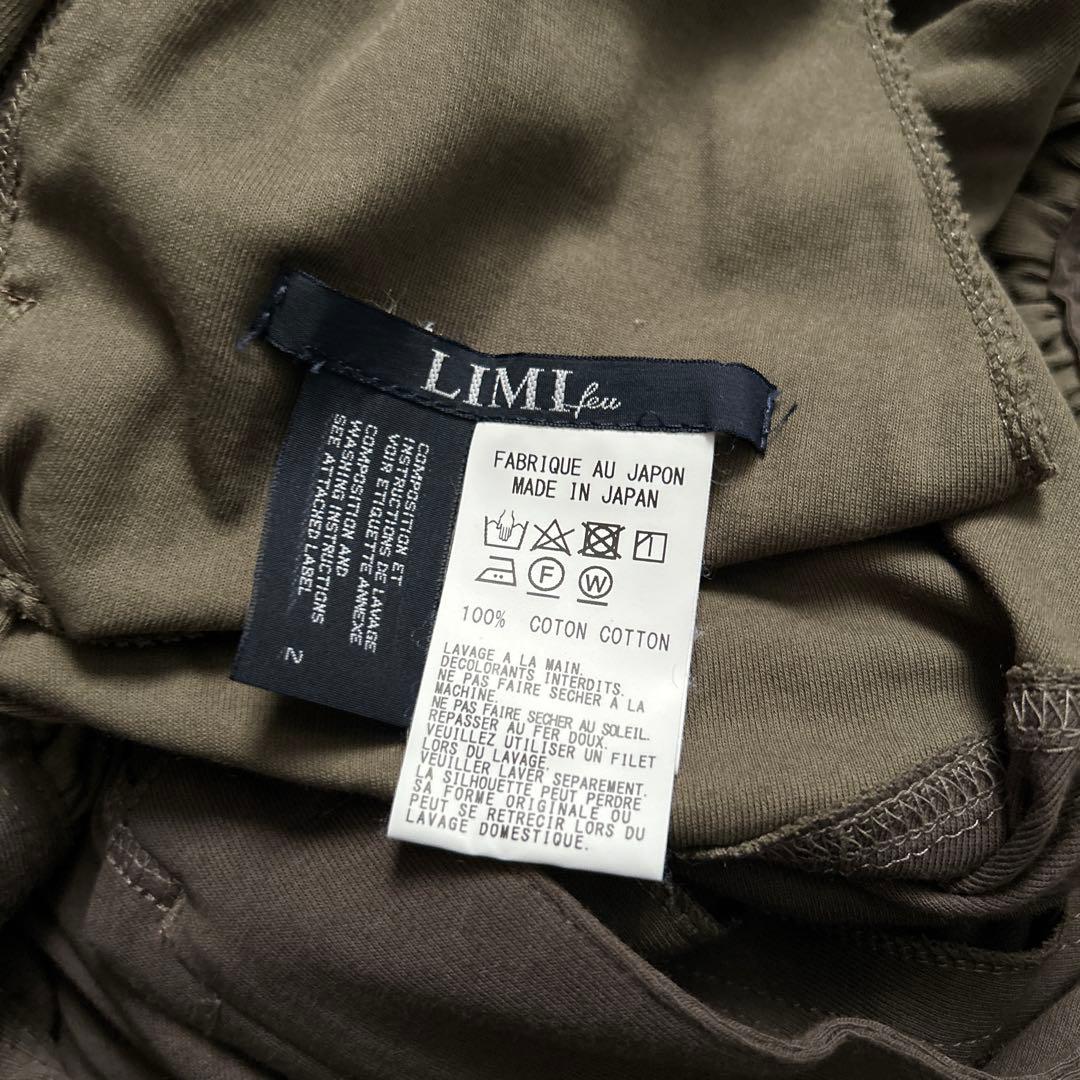 LIMI feu
COMPOSITION ET
INSTRUCTIONS DE LAVAGE
VOIR ETIQUETTE ANNEXE
COMPOSITION AND
WASHING INSTRUCTIONS
SEE ATTACHED LABEL
2
FABRIQUE AU JAPON
MADE IN JAPAN
F W
100% COTON COTTON
LAVAGE A LA MAIN.
DECOLORANTS INTERDITS.
NE PAS FAIRE SECHER A LA
MACHINE.
NE PAS FAIRE SECHER AU SOLEIL.
REPASSER AU FER DOUX.
VEUILLEZ UTILISER UN FILET
LORS DU LAVAGE.
VEUILLER LAVER SEPAREMENT.
LA SILHOUETTE PEUT PERDRE
SA FORME ORIGINALE OU
PEUT SE RETRECIR LORS DU
LAVAGE DOMESTIQUE.